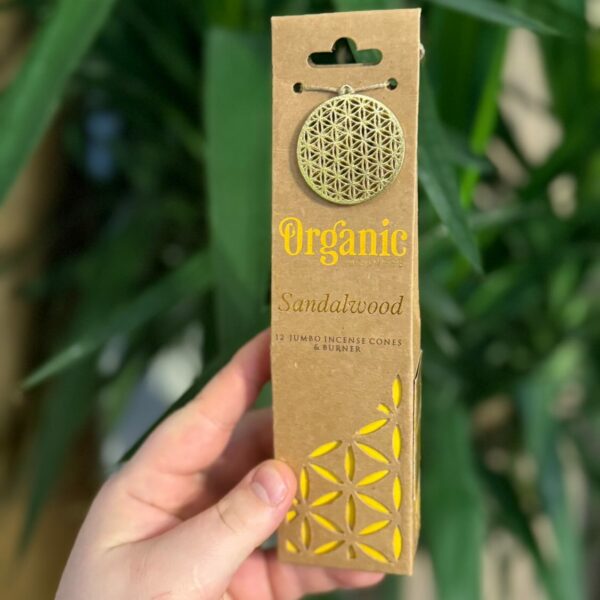 Organic
Sandalwood
12 JUMBO INCENSE CONES
& BURNER